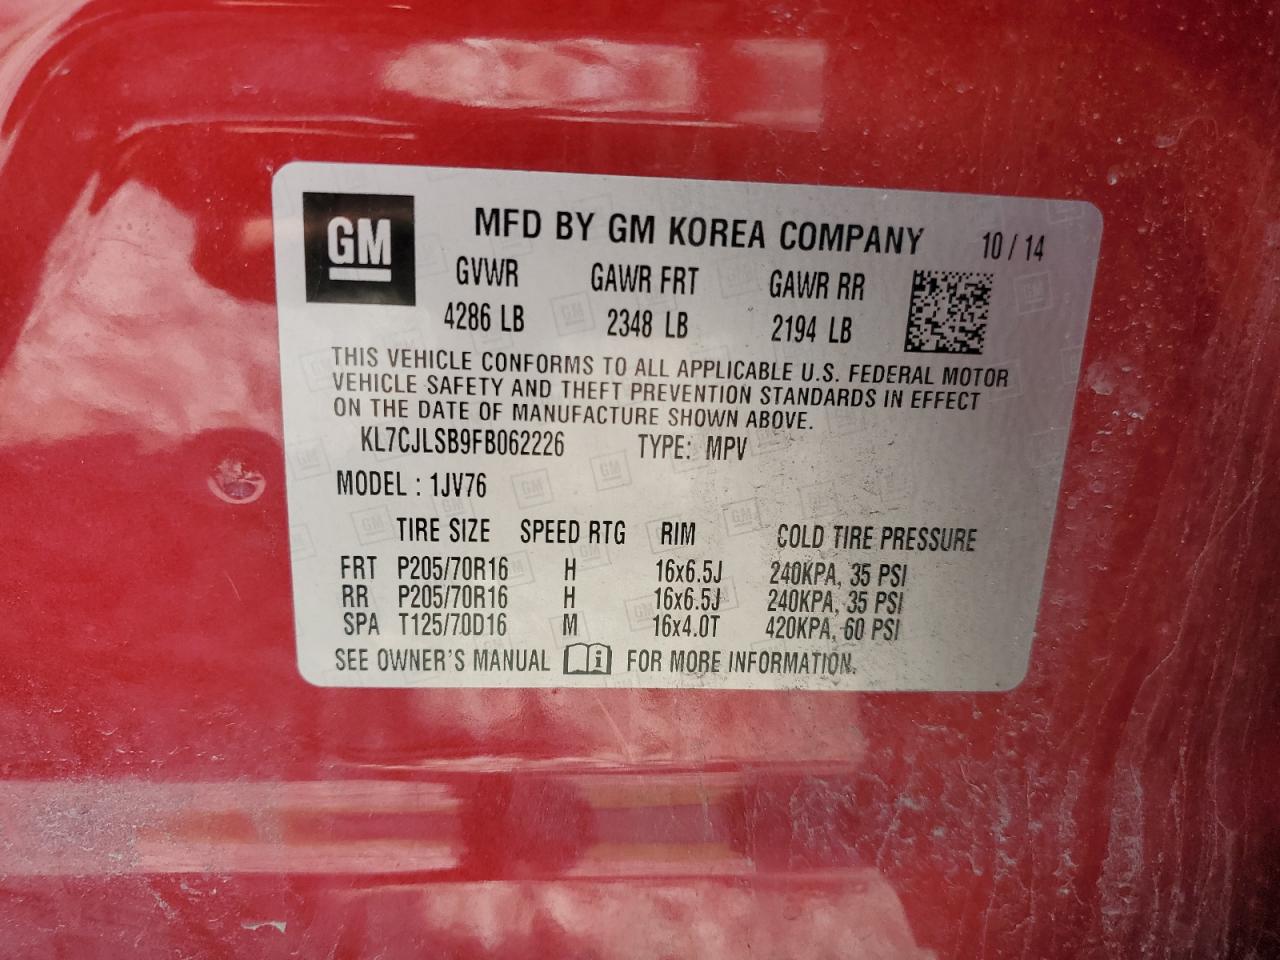 GM
MFD BY GM KOREA COMPANY 10 / 14
GVWR GAWR FRT GAWR RR
4286 LB 2348 LB 2194 LB
THIS VEHICLE CONFORMS TO ALL APPLICABLE U.S. FEDERAL MOTOR
VEHICLE SAFETY AND THEFT PREVENTION STANDARDS IN EFFECT
ON THE DATE OF MANUFACTURE SHOWN ABOVE.
KL7CJLSB9FB062226 TYPE: MPV
MODEL : 1JV76
TIRE SIZE SPEED RTG RIM COLD TIRE PRESSURE
FRT P205/70R16 H 16x6.5J 240KPA, 35 PSI
RR P205/70R16 H 16x6.5J 240KPA, 35 PSI
SPA T125/70D16 M 16x4.0T 420KPA, 60 PSI
SEE OWNER'S MANUAL i FOR MORE INFORMATION.